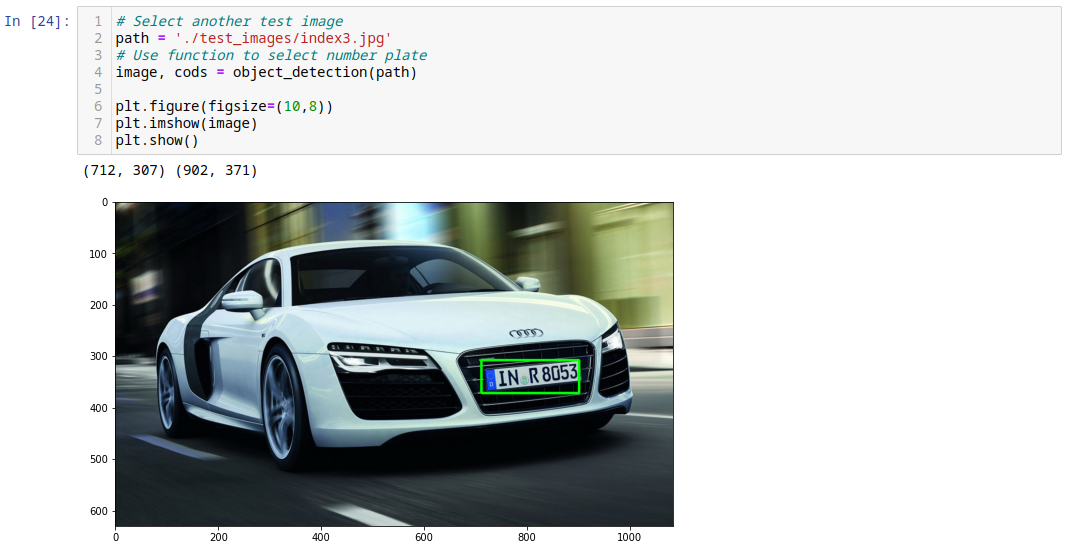 In [24]:
1 # Select another test image
2 path = './test_images/index3.jpg'
3 # Use function to select number plate
4 image, cods = object_detection(path)
5
6 plt.figure(figsize=(10,8))
7 plt.imshow(image)
8 plt.show()
(712, 307) (902, 371)
0
100
200
300
400
500
600
IN R 8053
0 200 400 600 800 1000